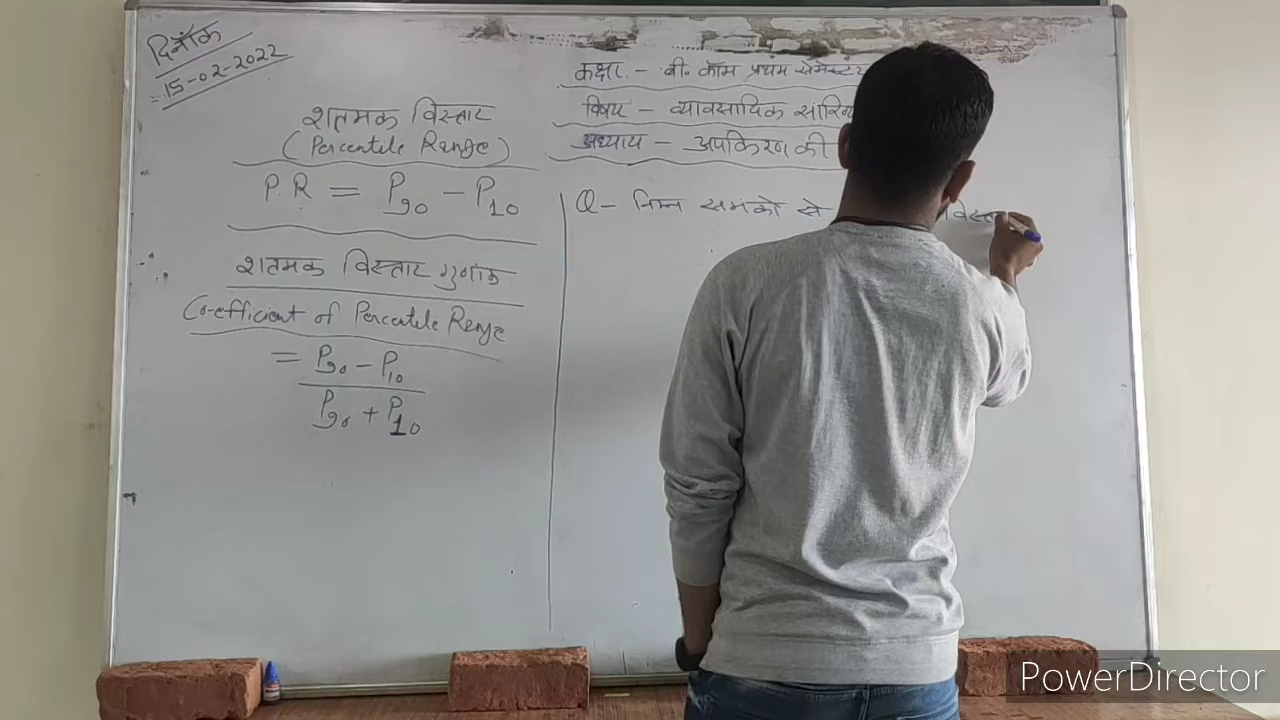 दिनाँक
= 15-02-2022
कक्षा - बी. कॉम प्रथम सेमेस्टर
विषय - व्यावसायिक
अध्याय - अपकिरण की
शतमक विस्तार
(Percentile Range)
P.R = P90 - P10
शतमक विस्तार गुणांक
Co-efficient of Percentile Range
= P90 - P10
P90 + P10
Q - निम्न समकों से
PowerDirector